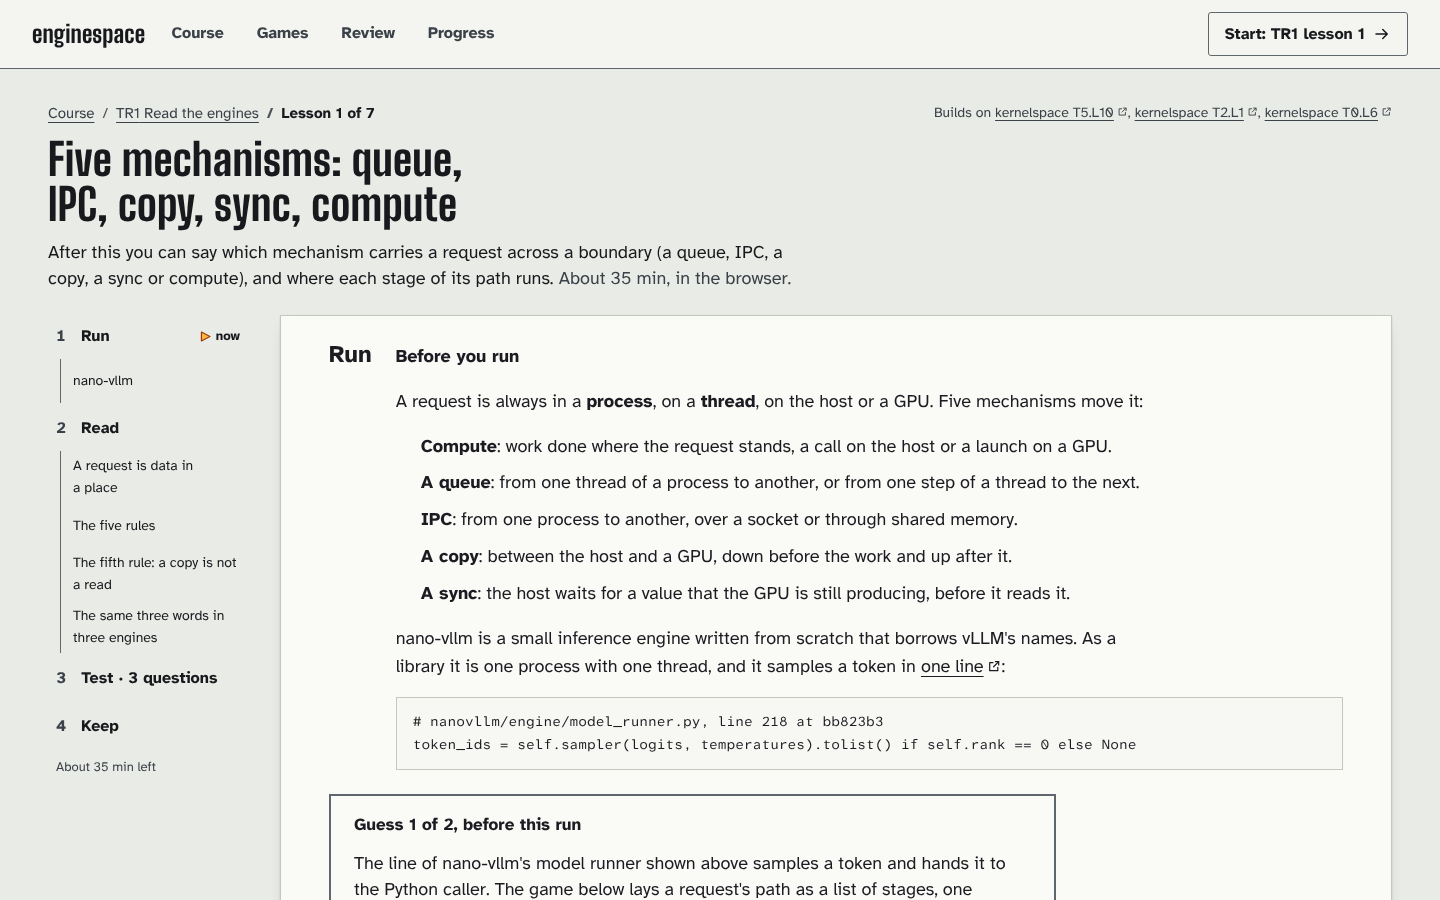 enginespace
Course
Games
Review
Progress
Start: TR1 lesson 1 →
Course / TR1 Read the engines / Lesson 1 of 7
Builds on kernelspace T5.L10, kernelspace T2.L1, kernelspace T0.L6
Five mechanisms: queue,
IPC, copy, sync, compute
After this you can say which mechanism carries a request across a boundary (a queue, IPC, a
copy, a sync or compute), and where each stage of its path runs. About 35 min, in the browser.
1 Run now
nano-vllm
2 Read
A request is data in
a place
The five rules
The fifth rule: a copy is not
a read
The same three words in
three engines
3 Test · 3 questions
4 Keep
About 35 min left
Run Before you run
A request is always in a process, on a thread, on the host or a GPU. Five mechanisms move it:
Compute: work done where the request stands, a call on the host or a launch on a GPU.
A queue: from one thread of a process to another, or from one step of a thread to the next.
IPC: from one process to another, over a socket or through shared memory.
A copy: between the host and a GPU, down before the work and up after it.
A sync: the host waits for a value that the GPU is still producing, before it reads it.
nano-vllm is a small inference engine written from scratch that borrows vLLM's names. As a
library it is one process with one thread, and it samples a token in one line:
# nanovllm/engine/model_runner.py, line 218 at bb823b3
token_ids = self.sampler(logits, temperatures).tolist() if self.rank == 0 else None
Guess 1 of 2, before this run
The line of nano-vllm's model runner shown above samples a token and hands it to
the Python caller. The game below lays a request's path as a list of stages, one